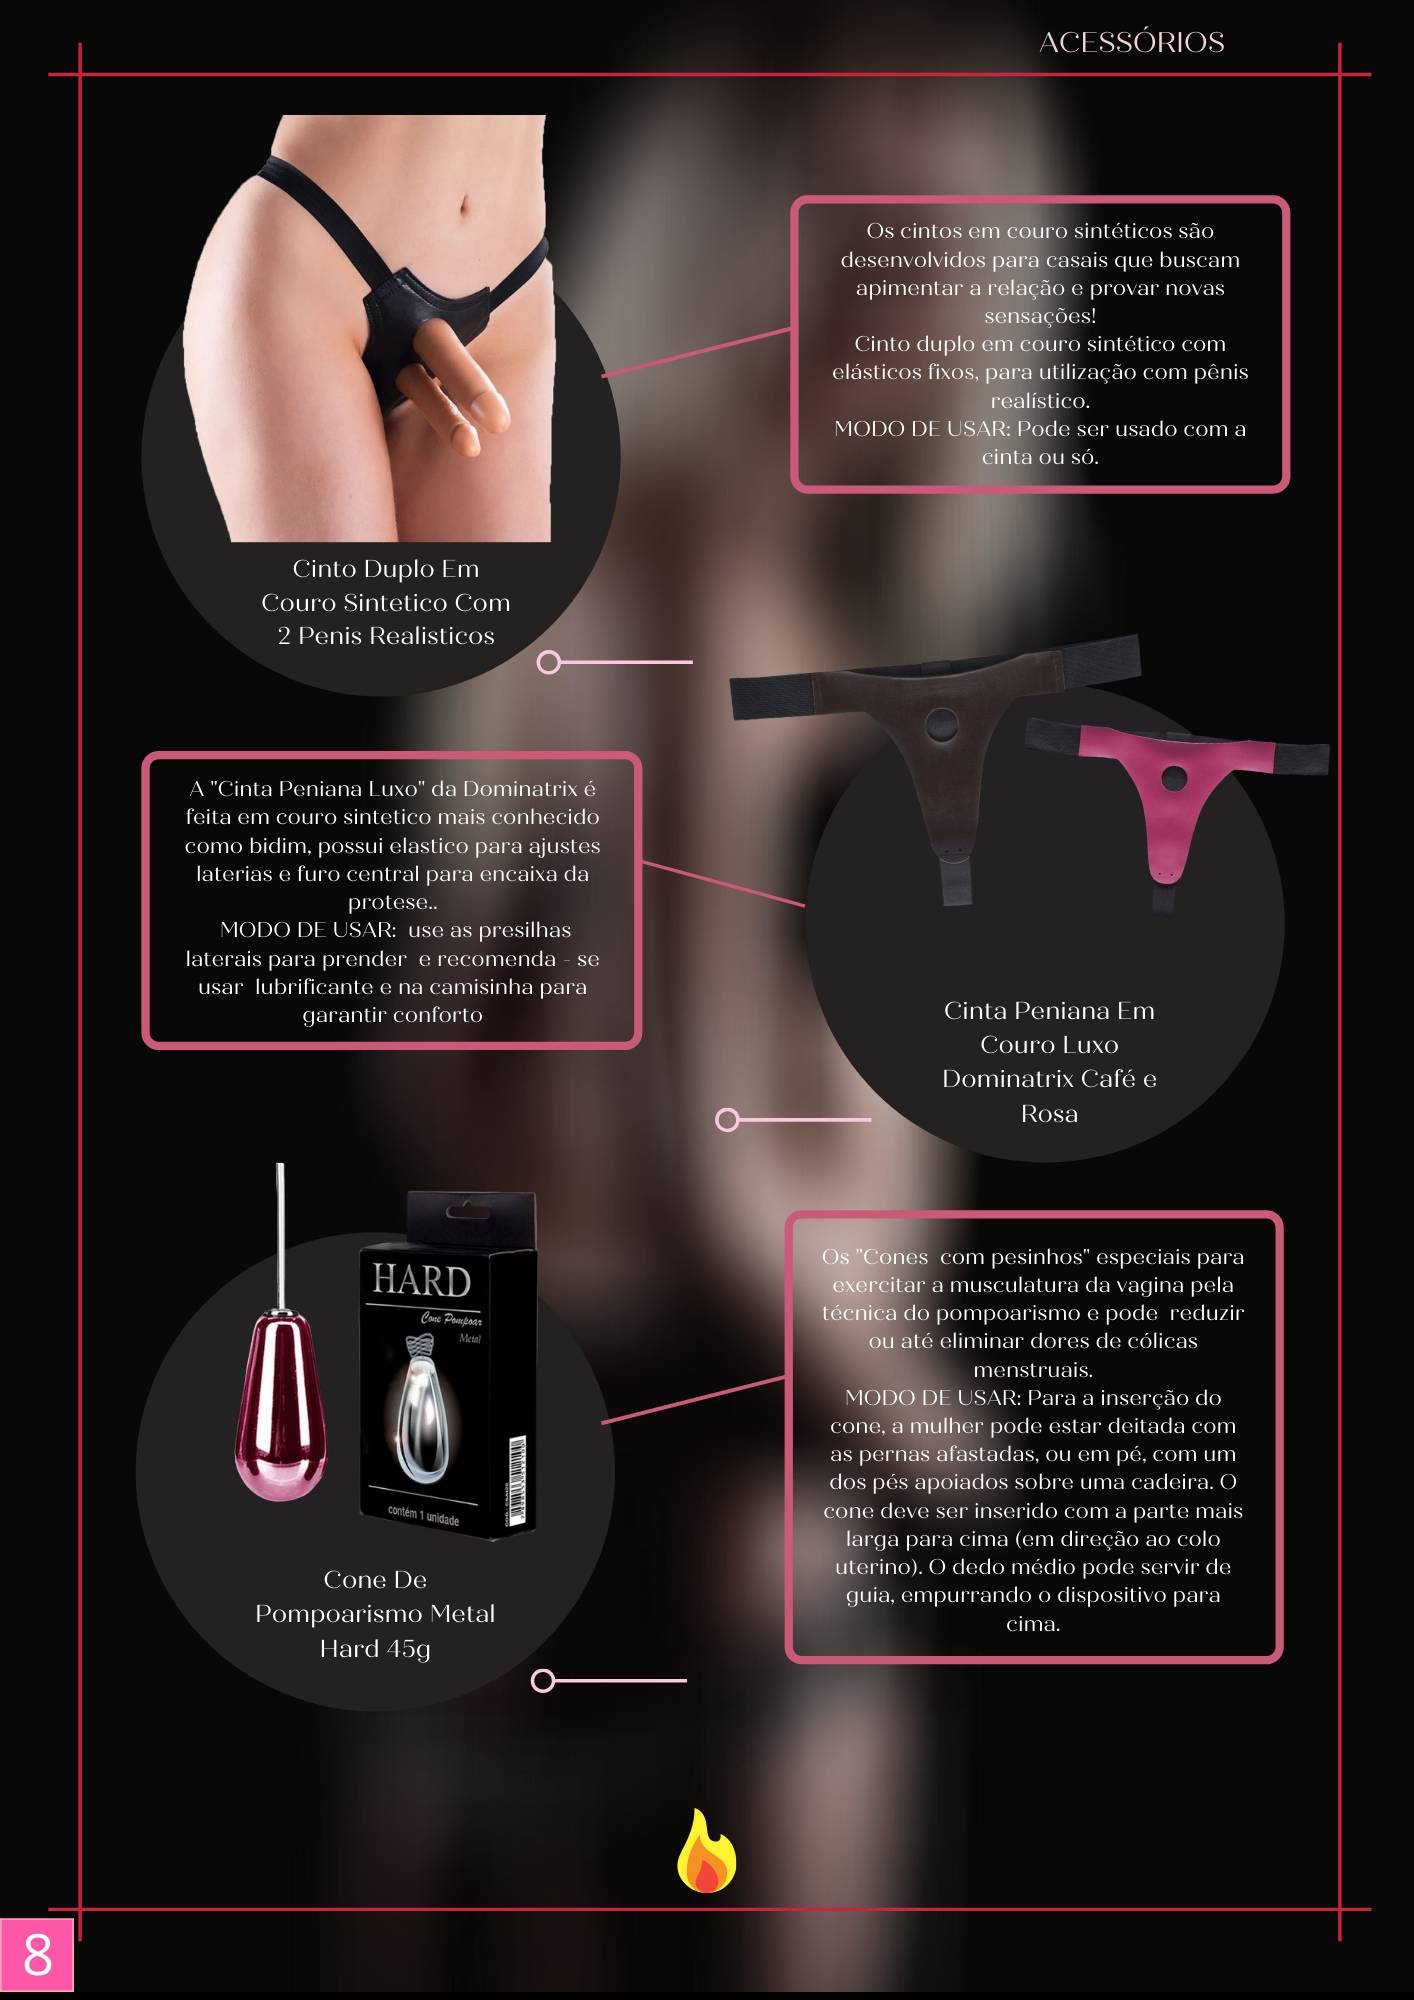 ACESSÓRIOS
Os cintos em couro sintéticos são
desenvolvidos para casais que buscam
apimentar a relação e provar novas
sensações!
Cinto duplo em couro sintético com
elásticos fixos, para utilização com pênis
realístico.
MODO DE USAR: Pode ser usado com a
cinta ou só.
Cinto Duplo Em
Couro Sintetico Com
2 Penis Realisticos
A "Cinta Peniana Luxo" da Dominatrix é
feita em couro sintetico mais conhecido
como bidim, possui elastico para ajustes
laterias e furo central para encaixa da
protese..
MODO DE USAR:  use as presilhas
laterais para prender  e recomenda - se
usar  lubrificante e na camisinha para
garantir conforto
Cinta Peniana Em
Couro Luxo
Dominatrix Café e
Rosa
HARD
Cone Pompoar
Metal
contém 1 unidade
Cone De
Pompoarismo Metal
Hard 45g
Os "Cones  com pesinhos" especiais para
exercitar a musculatura da vagina pela
técnica do pompoarismo e pode  reduzir
ou até eliminar dores de cólicas
menstruais.
MODO DE USAR: Para a inserção do
cone, a mulher pode estar deitada com
as pernas afastadas, ou em pé, com um
dos pés apoiados sobre uma cadeira. O
cone deve ser inserido com a parte mais
larga para cima (em direção ao colo
uterino). O dedo médio pode servir de
guia, empurrando o dispositivo para
cima.
8